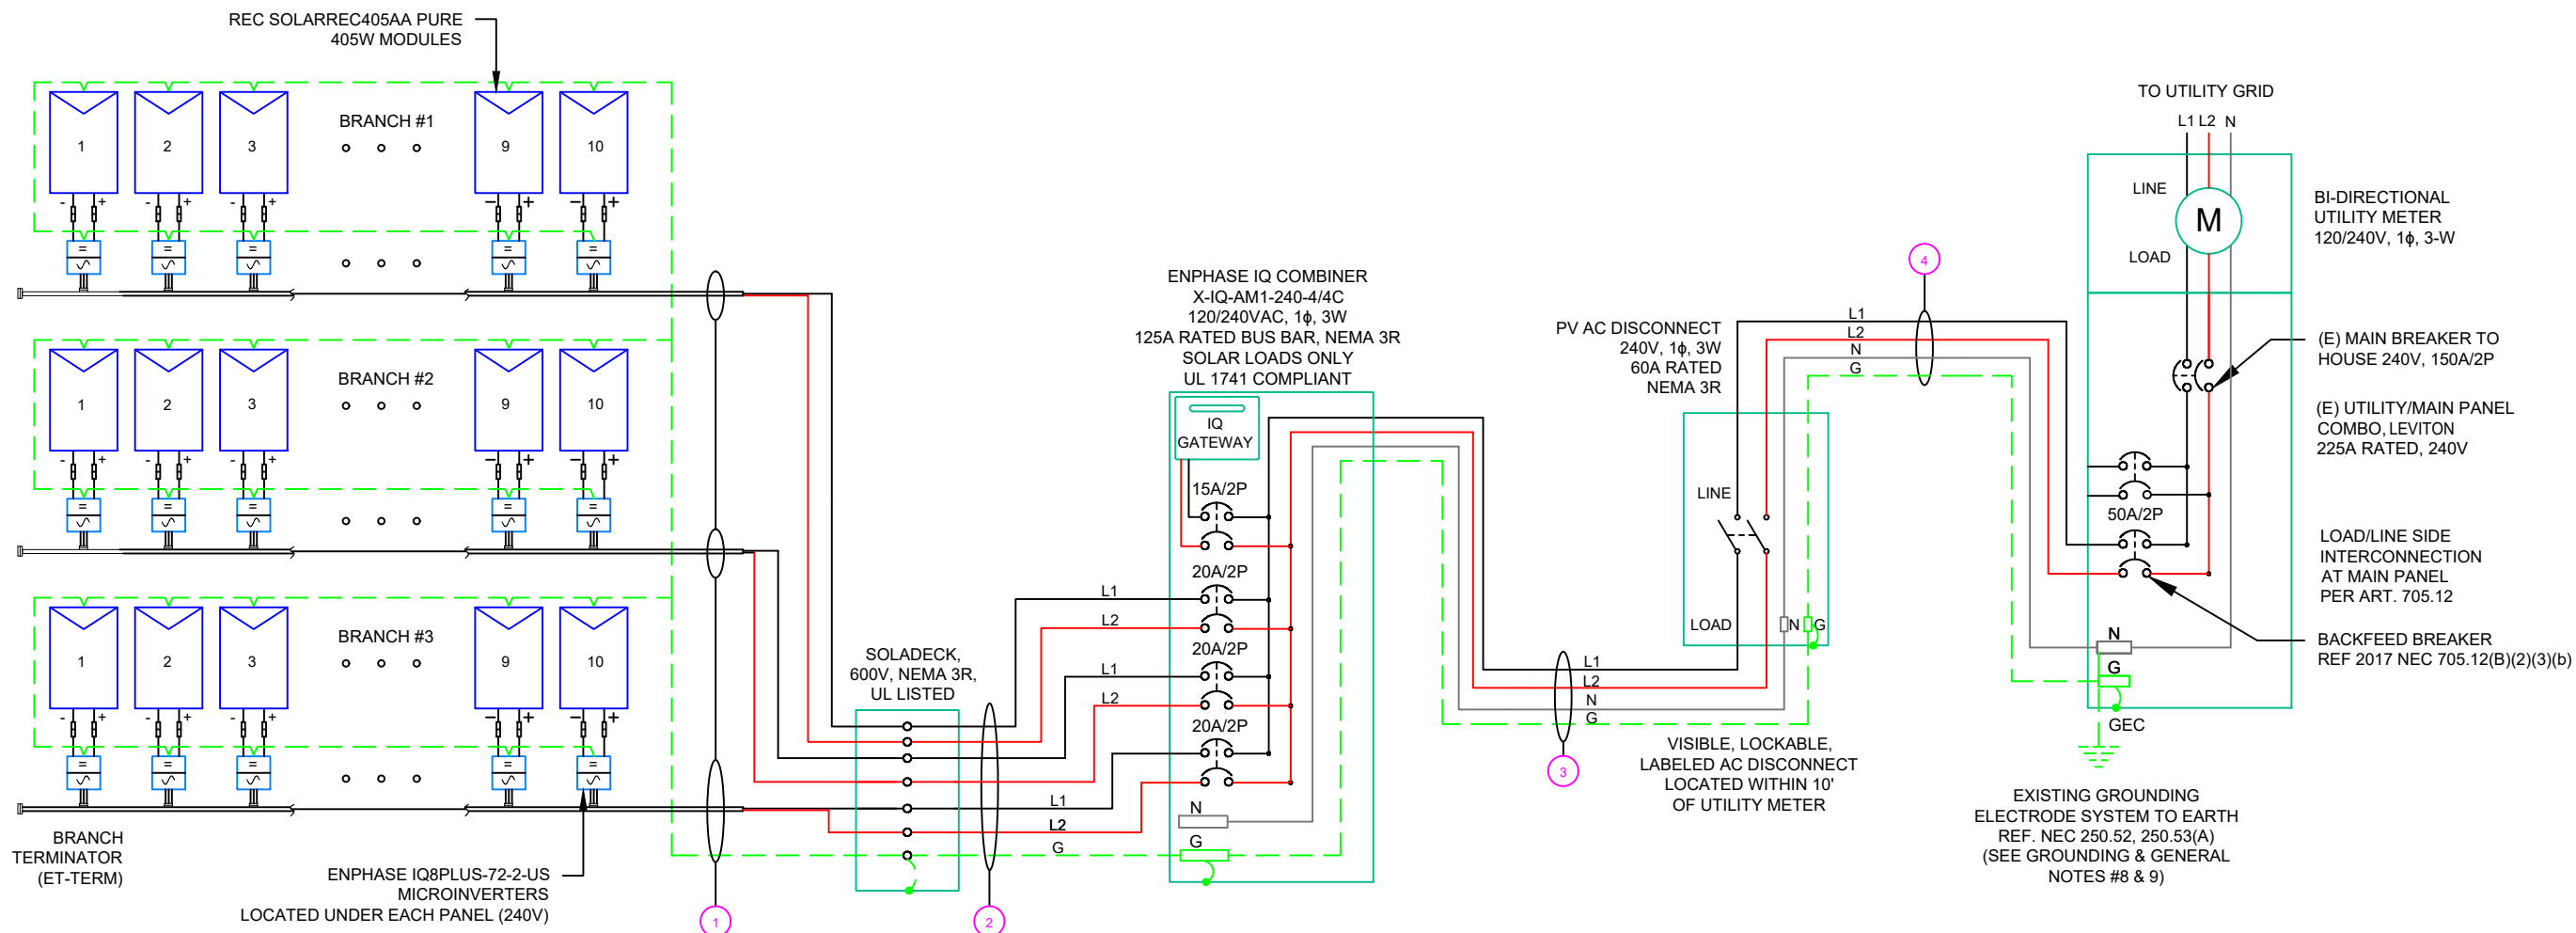 REC SOLARREC405AA PURE
405W MODULES
BRANCH #1
1
2
3
9
10
- + - + - + - + - +
= = = = =
BRANCH #2
1
2
3
9
10
- + - + - + - + - +
= = = = =
BRANCH #3
1
2
3
9
10
- + - + - + - + - +
= = = = =
BRANCH
TERMINATOR
(ET-TERM)
ENPHASE IQ8PLUS-72-2-US
MICROINVERTERS
LOCATED UNDER EACH PANEL (240V)
1
SOLADECK,
600V, NEMA 3R,
UL LISTED
2
L1
L2
L1
L2
L1
L2
G
ENPHASE IQ COMBINER
X-IQ-AM1-240-4/4C
120/240VAC, 1ϕ, 3W
125A RATED BUS BAR, NEMA 3R
SOLAR LOADS ONLY
UL 1741 COMPLIANT
IQ
GATEWAY
15A/2P
20A/2P
20A/2P
20A/2P
N
G
L1
L2
N
G
3
PV AC DISCONNECT
240V, 1ϕ, 3W
60A RATED
NEMA 3R
LINE
LOAD
N
G
VISIBLE, LOCKABLE,
LABELED AC DISCONNECT
LOCATED WITHIN 10'
OF UTILITY METER
4
L1
L2
N
G
TO UTILITY GRID
L1 L2 N
LINE
M
LOAD
BI-DIRECTIONAL
UTILITY METER
120/240V, 1ϕ, 3-W
(E) MAIN BREAKER TO
HOUSE 240V, 150A/2P
(E) UTILITY/MAIN PANEL
COMBO, LEVITON
225A RATED, 240V
50A/2P
LOAD/LINE SIDE
INTERCONNECTION
AT MAIN PANEL
PER ART. 705.12
BACKFEED BREAKER
REF 2017 NEC 705.12(B)(2)(3)(b)
N
G
GEC
EXISTING GROUNDING
ELECTRODE SYSTEM TO EARTH
REF. NEC 250.52, 250.53(A)
(SEE GROUNDING & GENERAL
NOTES #8 & 9)